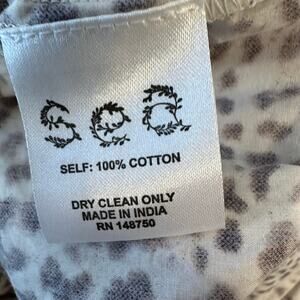 SEA
SELF: 100% COTTON
DRY CLEAN ONLY
MADE IN INDIA
RN 148750